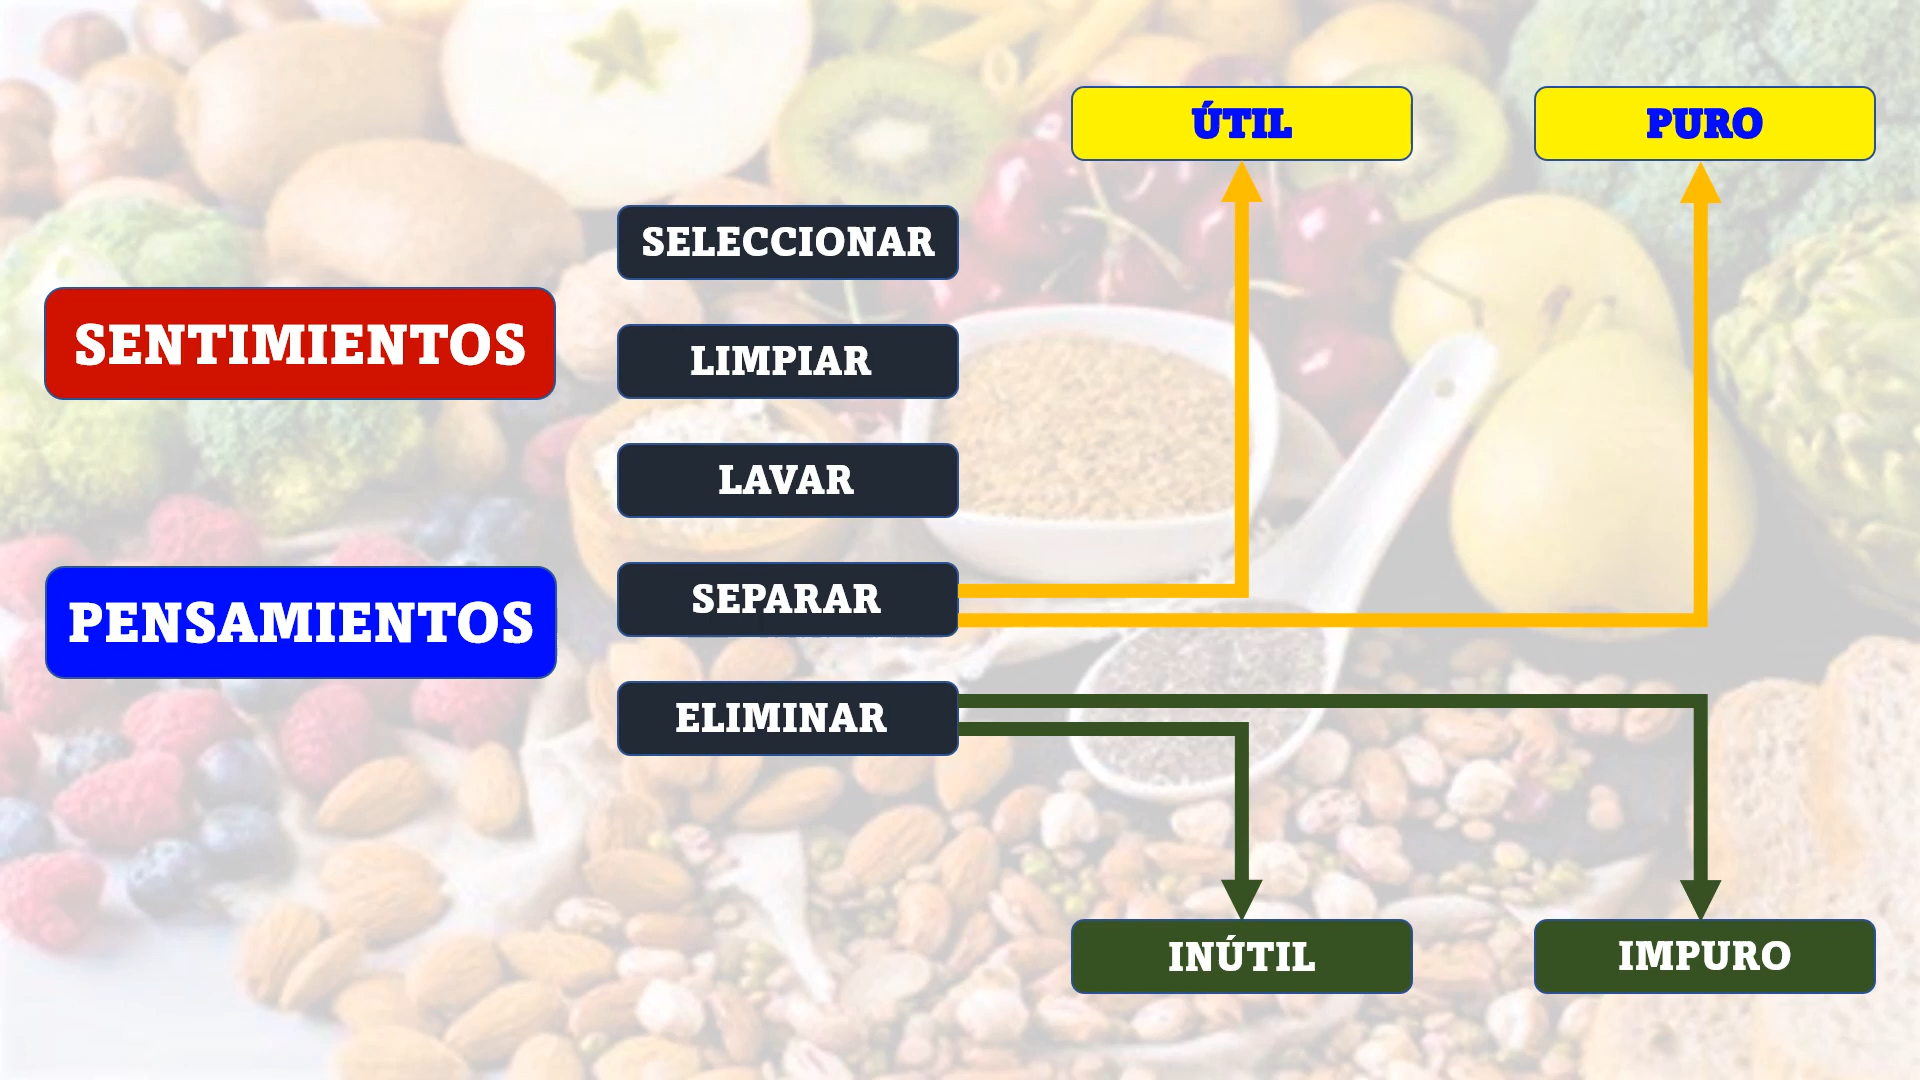 SENTIMIENTOS
PENSAMIENTOS
SELECCIONAR
LIMPIAR
LAVAR
SEPARAR
ELIMINAR
ÚTIL
PURO
INÚTIL
IMPURO